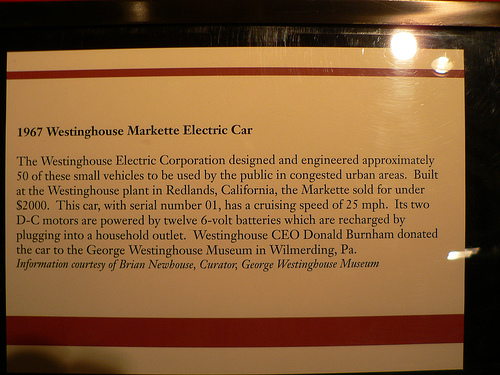 1967 Westinghouse Markette Electric Car
The Westinghouse Electric Corporation designed and engineered approximately
50 of these small vehicles to be used by the public in congested urban areas. Built
at the Westinghouse plant in Redlands, California, the Markette sold for under
$2000. This car, with serial number 01, has a cruising speed of 25 mph. Its two
D-C motors are powered by twelve 6-volt batteries which are recharged by
plugging into a household outlet. Westinghouse CEO Donald Burnham donated
the car to the George Westinghouse Museum in Wilmerding, Pa.
Information courtesy of Brian Newhouse, Curator, George Westinghouse Museum